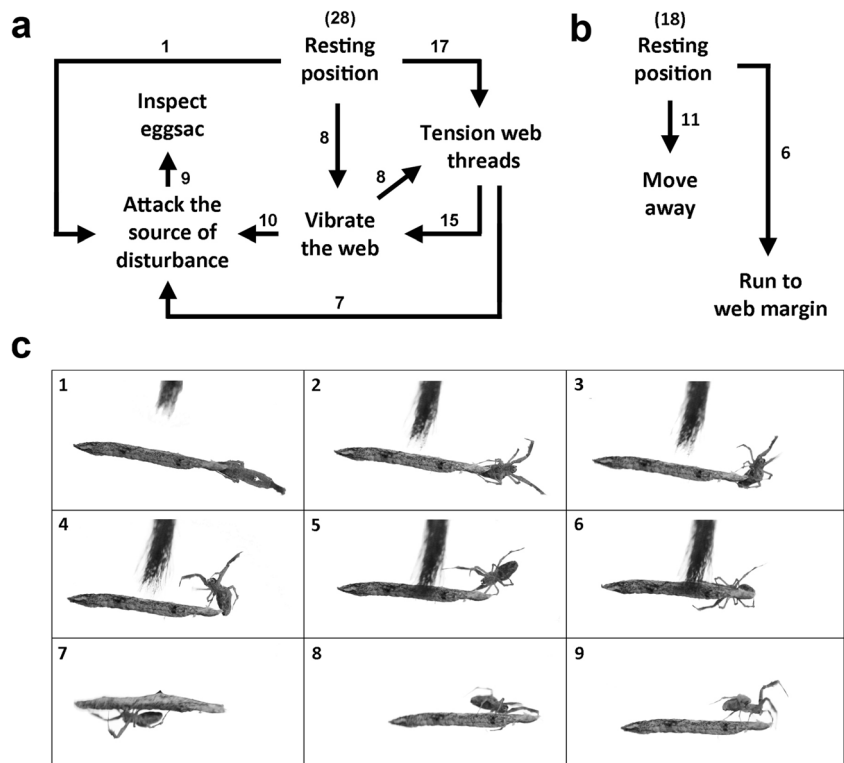 a
(28)
Resting
position
1
17
Inspect
eggsac
8
Tension web
threads
9
8
Attack the
source of
disturbance
10
Vibrate
the web
15
7
b
(18)
Resting
position
11
6
Move
away
Run to
web margin
c
1
2
3
4
5
6
7
8
9